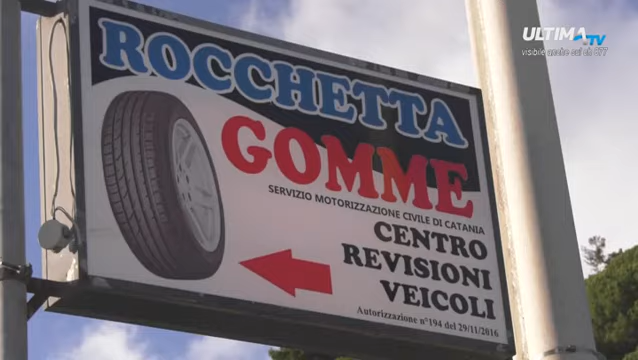 ULTIMA TV
visibile anche sul ch 877
ROCCHETTA
GOMME
SERVIZIO MOTORIZZAZIONE CIVILE DI CATANIA
CENTRO
REVISIONI
VEICOLI
Autorizzazione n°194 del 29/11/2016